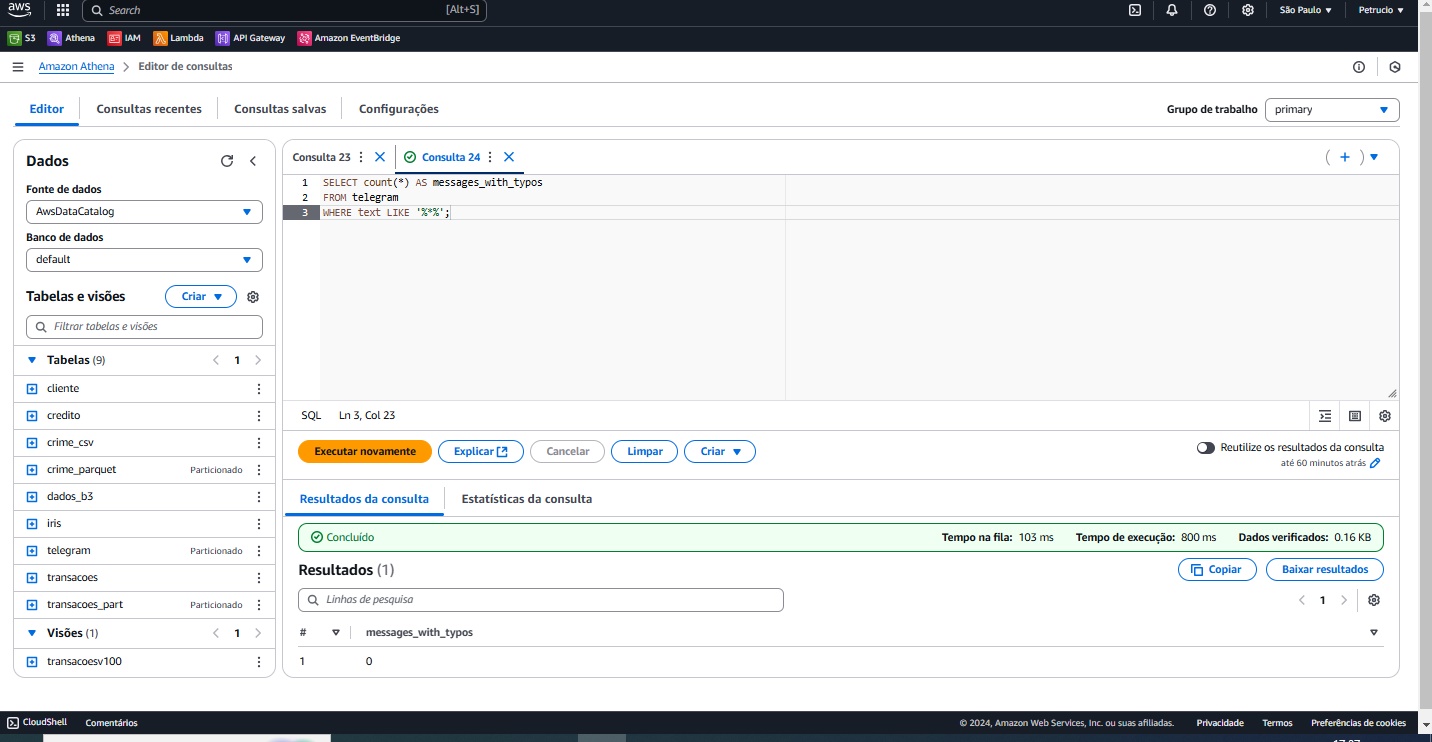 aws Search [Alt+S] São Paulo ▼ Petrucio ▼
S3 Athena IAM Lambda API Gateway Amazon EventBridge
Amazon Athena > Editor de consultas
Editor Consultas recentes Consultas salvas Configurações Grupo de trabalho primary
Dados
Fonte de dados
AwsDataCatalog
Banco de dados
default
Tabelas e visões Criar
Filtrar tabelas e visões
Tabelas (9) < 1 >
cliente
credito
crime_csv
crime_parquet Particionado
dados_b3
iris
telegram Particionado
transacoes
transacoes_part Particionado
Visões (1) < 1 >
transacoesv100
Consulta 23 Consulta 24
1 SELECT count(*) AS messages_with_typos
2 FROM telegram
3 WHERE text LIKE '%*%';
SQL Ln 3, Col 23
Executar novamente Explicar Cancelar Limpar Criar
Reutilize os resultados da consulta
até 60 minutos atrás
Resultados da consulta Estatísticas da consulta
Concluído Tempo na fila: 103 ms Tempo de execução: 800 ms Dados verificados: 0.16 KB
Resultados (1) Copiar Baixar resultados
Linhas de pesquisa < 1 >
# messages_with_typos
1 0
CloudShell Comentários © 2024, Amazon Web Services, Inc. ou suas afiliadas. Privacidade Termos Preferências de cookies